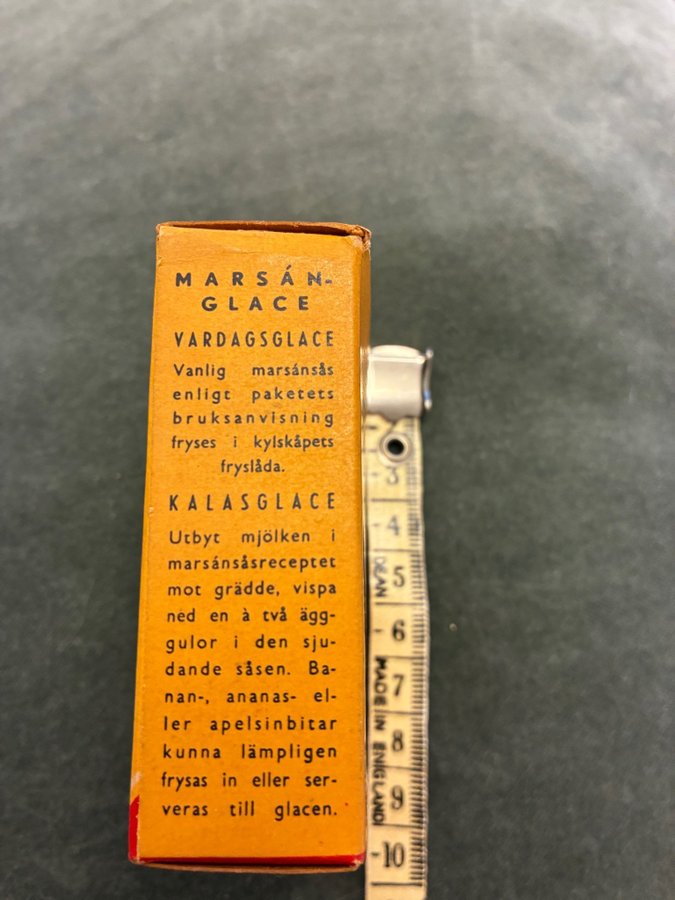 MARSÁN-
GLACE
VARDAGSGLACE
Vanlig marsánsås
enligt paketets
bruksanvisning
fryses i kylskåpets
fryslåda.
KALASGLACE
Utbyt mjölken i
marsánsåsreceptet
mot grädde, vispa
ned en à två ägg-
gulor i den sju-
dande såsen. Ba-
nan-, ananas- el-
ler apelsinbitar
kunna lämpligen
frysas in eller ser-
veras till glacen.
2
3
4
5
6
7
8
9
10
DEAN
MADE IN ENGLAND